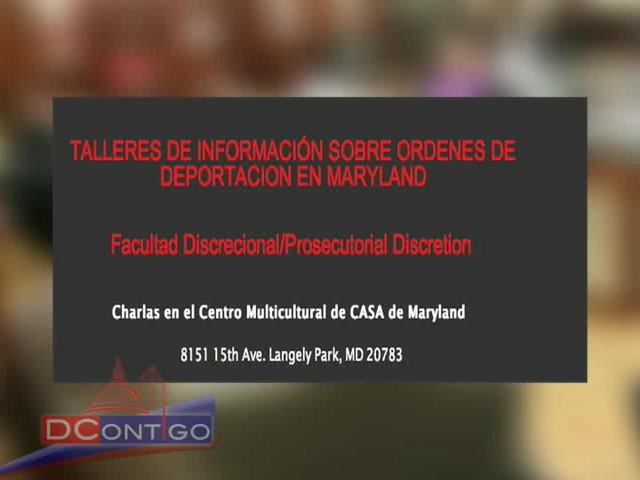 TALLERES DE INFORMACIÓN SOBRE ORDENES DE
DEPORTACION EN MARYLAND
Facultad Discrecional/Prosecutorial Discretion
Charlas en el Centro Multicultural de CASA de Maryland
8151 15th Ave. Langely Park, MD 20783
DCONTIGO